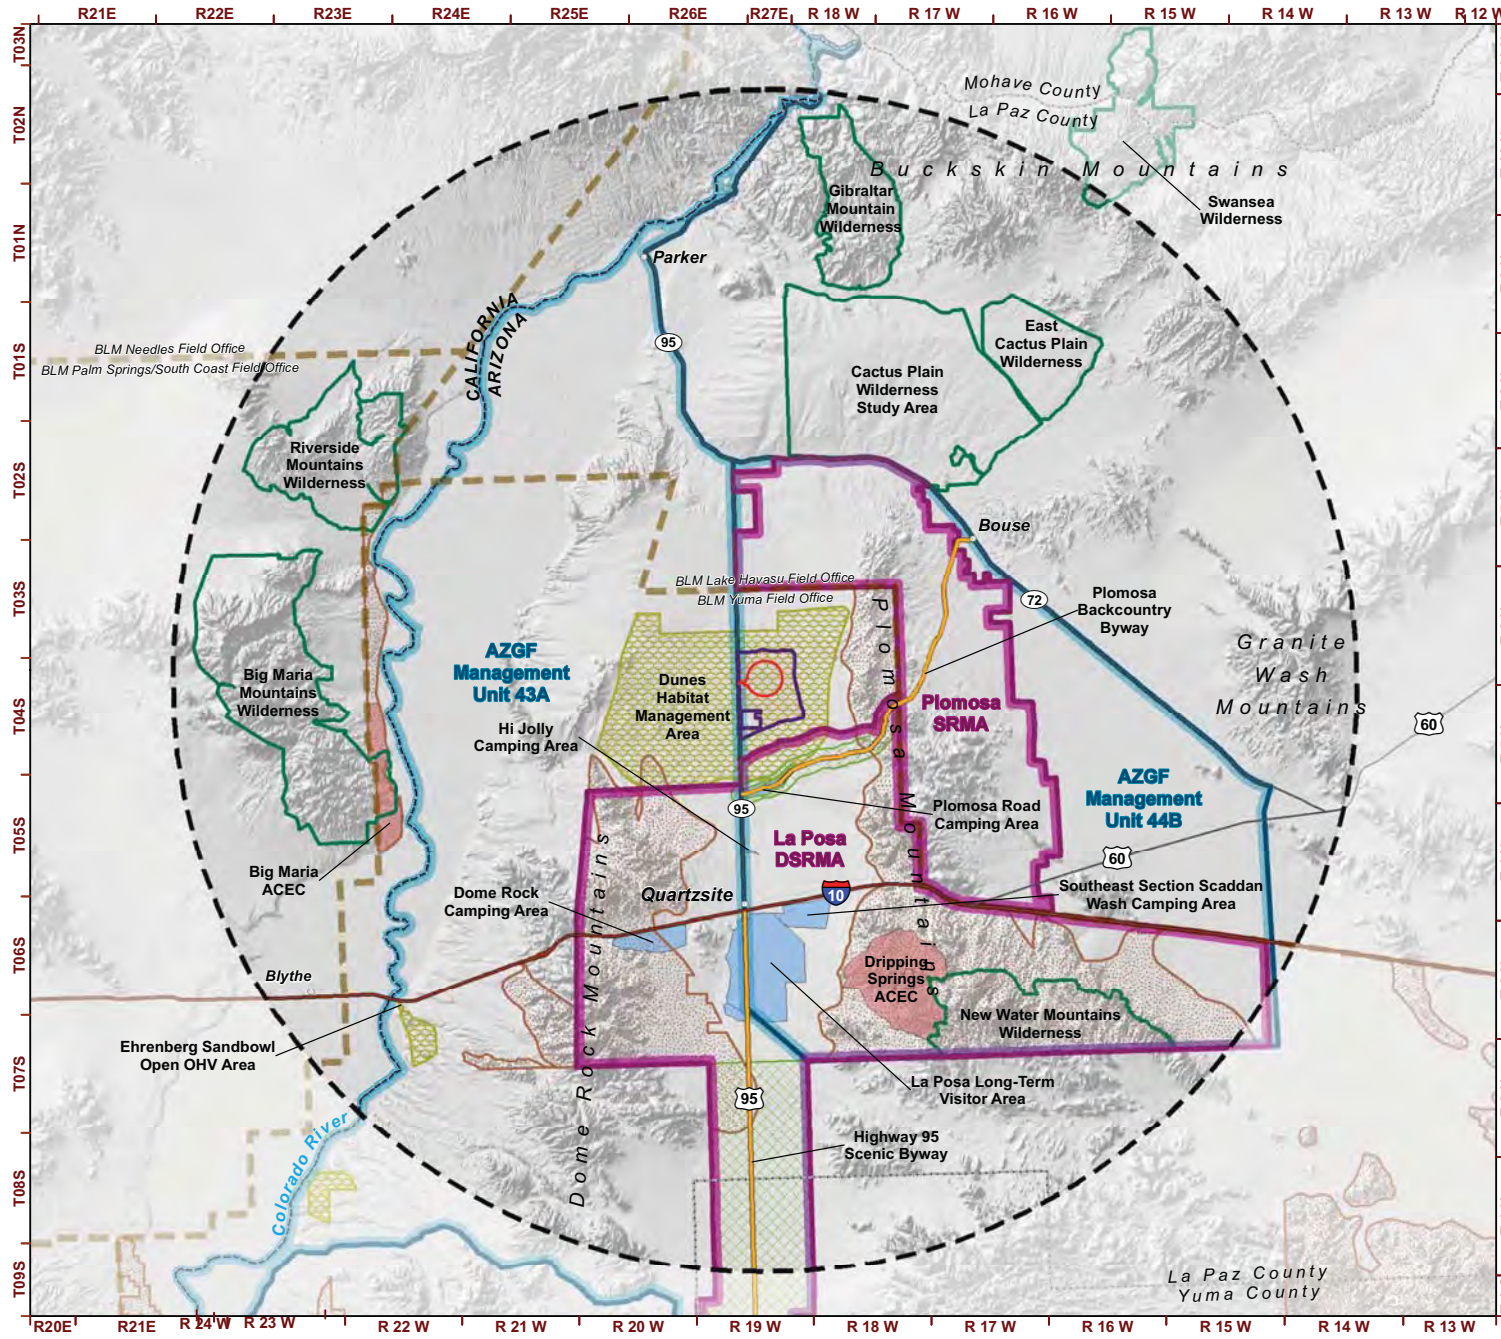 R21E R22E R23E R24E R25E R26E R27E R 18 W R 17 W R 16 W R 15 W R 14 W R 13 W R 12 W
T03N
T02N
T01N
T01S
T02S
T03S
T04S
T05S
T06S
T07S
T08S
T09S
Mohave County
La Paz County
Buckskin Mountains
Gibraltar
Mountain
Wilderness
Swansea
Wilderness
Parker
CALIFORNIA
ARIZONA
95
BLM Needles Field Office
BLM Palm Springs/South Coast Field Office
East
Cactus Plain
Wilderness
Cactus Plain
Wilderness
Study Area
Riverside
Mountains
Wilderness
Bouse
BLM Lake Havasu Field Office
BLM Yuma Field Office
72
Plomosa
Backcountry
Byway
Granite
Wash
Mountains
AZGF
Management
Unit 43A
Big Maria
Mountains
Wilderness
Dunes
Habitat
Management
Area
Plomosa Mountains
Plomosa
SRMA
60
Hi Jolly
Camping Area
AZGF
Management
Unit 44B
95
Plomosa Road
Camping Area
La Posa
DSRMA
60
Big Maria
ACEC
Dome Rock
Camping Area
Quartzsite
10
Southeast Section Scaddan
Wash Camping Area
Dome Rock Mountains
Blythe
Dripping
Springs
ACEC
New Water Mountains
Wilderness
Ehrenberg Sandbowl
Open OHV Area
La Posa Long-Term
Visitor Area
95
Highway 95
Scenic Byway
Colorado River
La Paz County
Yuma County
R20E R21E R 24 W R 23 W R 22 W R 21 W R 20 W R 19 W R 18 W R 17 W R 16 W R 15 W R 14 W R 13 W